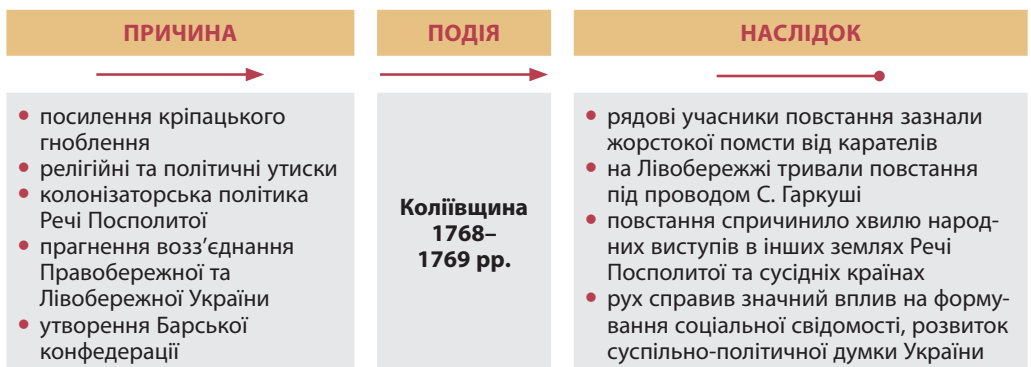 ПРИЧИНА
ПОДІЯ
НАСЛІДОК
• посилення кріпацького
гноблення
• релігійні та політичні утиски
• колонізаторська політика
Речі Посполитої
• прагнення возз’єднання
Правобережної та
Лівобережної України
• утворення Барської
конфедерації
Коліївщина
1768–
1769 рр.
• рядові учасники повстання зазнали
жорстокої помсти від карателів
• на Лівобережжі тривали повстання
під проводом С. Гаркуші
• повстання спричинило хвилю народ-
них виступів в інших землях Речі
Посполитої та сусідніх країнах
• рух справив значний вплив на форму-
вання соціальної свідомості, розвиток
суспільно-політичної думки України